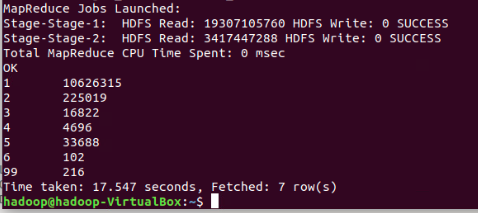 MapReduce Jobs Launched:
Stage-Stage-1:  HDFS Read: 19307105760 HDFS Write: 0 SUCCESS
Stage-Stage-2:  HDFS Read: 3417447288 HDFS Write: 0 SUCCESS
Total MapReduce CPU Time Spent: 0 msec
OK
1       10626315
2       225019
3       16822
4       4696
5       33688
6       102
99      216
Time taken: 17.547 seconds, Fetched: 7 row(s)
hadoop@hadoop-VirtualBox:~$